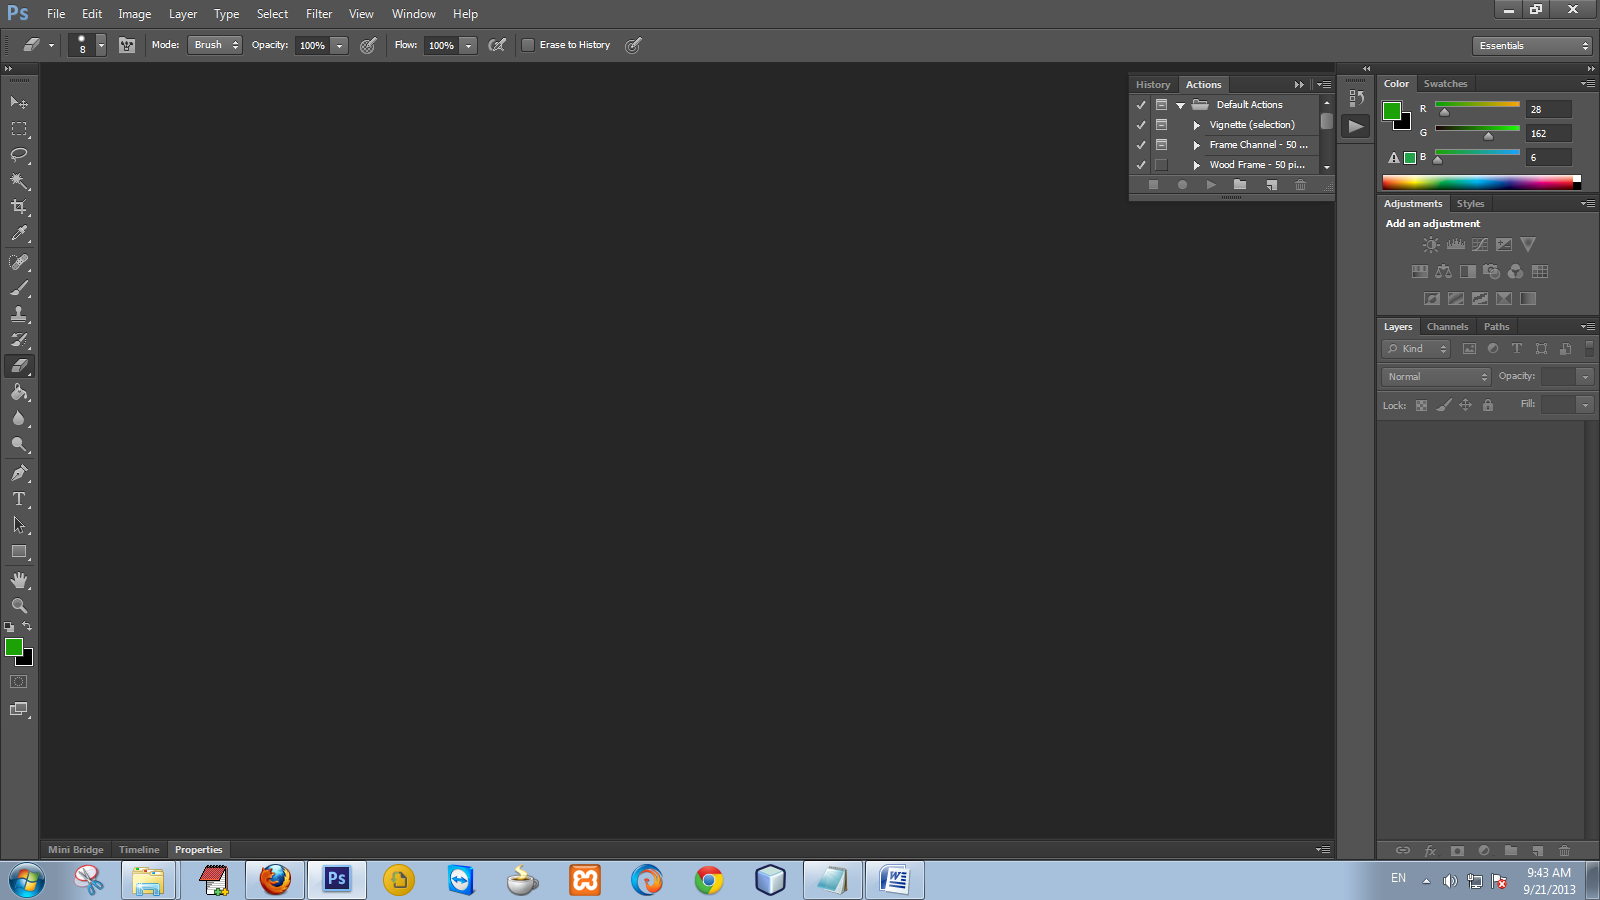 Ps File Edit Image Layer Type Select Filter View Window Help
8 Mode: Brush Opacity: 100% Flow: 100% Erase to History Essentials
History Actions
Default Actions
Vignette (selection)
Frame Channel - 50 ...
Wood Frame - 50 pi...
Color Swatches
R 28
G 162
B 6
Adjustments Styles
Add an adjustment
Layers Channels Paths
Kind T
Normal Opacity:
Lock: Fill:
fx
T
Mini Bridge Timeline Properties
Ps W EN 9:43 AM
9/21/2013